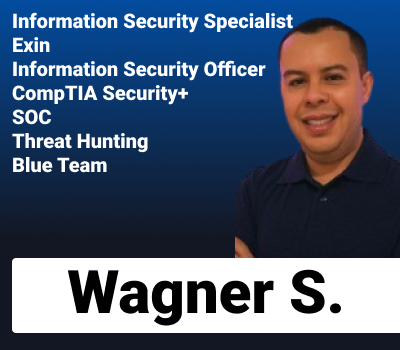 Information Security Specialist
Exin
Information Security Officer
CompTIA Security+
SOC
Threat Hunting
Blue Team
Wagner S.